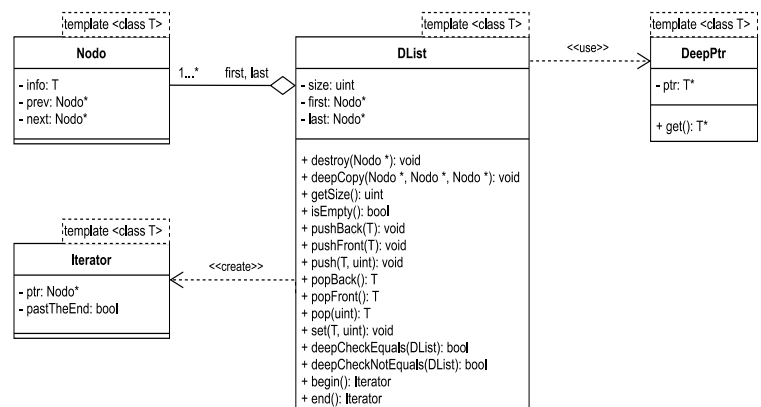 template <class T>
Nodo
- info: T
- prev: Nodo*
- next: Nodo*
1...*
first, last
template <class T>
DList
- size: uint
- first: Nodo*
- last: Nodo*
+ destroy(Nodo *): void
+ deepCopy(Nodo *, Nodo *, Nodo *): void
+ getSize(): uint
+ isEmpty(): bool
+ pushBack(T): void
+ pushFront(T): void
+ push(T, uint): void
+ popBack(): T
+ popFront(): T
+ pop(uint): T
+ set(T, uint): void
+ deepCheckEquals(DList): bool
+ deepCheckNotEquals(DList): bool
+ begin(): Iterator
+ end(): Iterator
<<use>>
template <class T>
DeepPtr
- ptr: T*
+ get(): T*
template <class T>
Iterator
- ptr: Nodo*
- pastTheEnd: bool
<<create>>